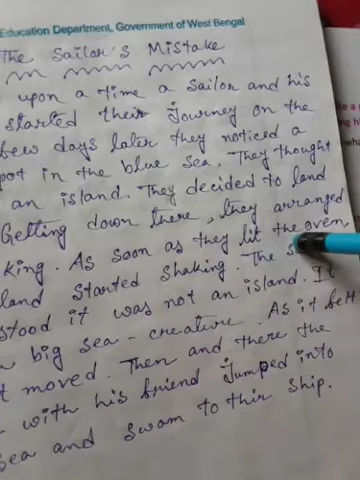 Education Department, Government of West Bengal
The Sailor's Mistake
upon a time a Sailor and his
started their Journey on the
few days later they noticed a
pot in the blue sea. They thought
an island. They decided to land
Getting down there, they arranged
king. As soon as they lit the oven
land started shaking. The s
stood it was not an island. It
big sea-creature. As it felt
t moved. Then and there the
r with his friend Jumped into
sea and swam to thir ship.